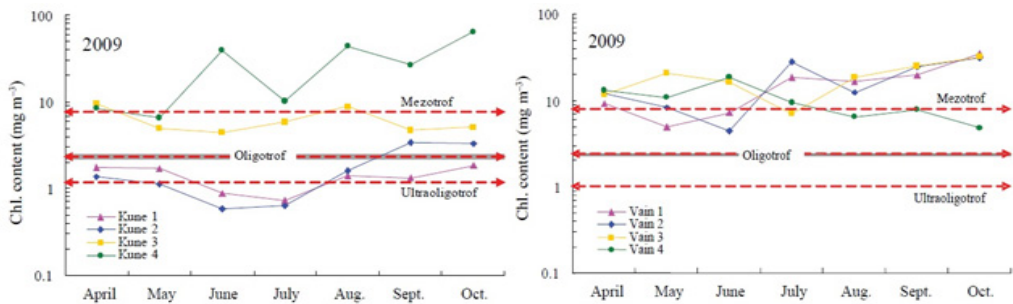 100
10
1
0.1
Chl. content (mg m⁻³)
2009
Mezotrof
Oligotrof
Ultraoligotrof
Kune 1
Kune 2
Kune 3
Kune 4
April May June July Aug. Sept. Oct.
100
10
1
0.1
Chl. content (mg m⁻³)
2009
Mezotrof
Oligotrof
Ultraoligotrof
Vain 1
Vain 2
Vain 3
Vain 4
April May June July Aug. Sept. Oct.